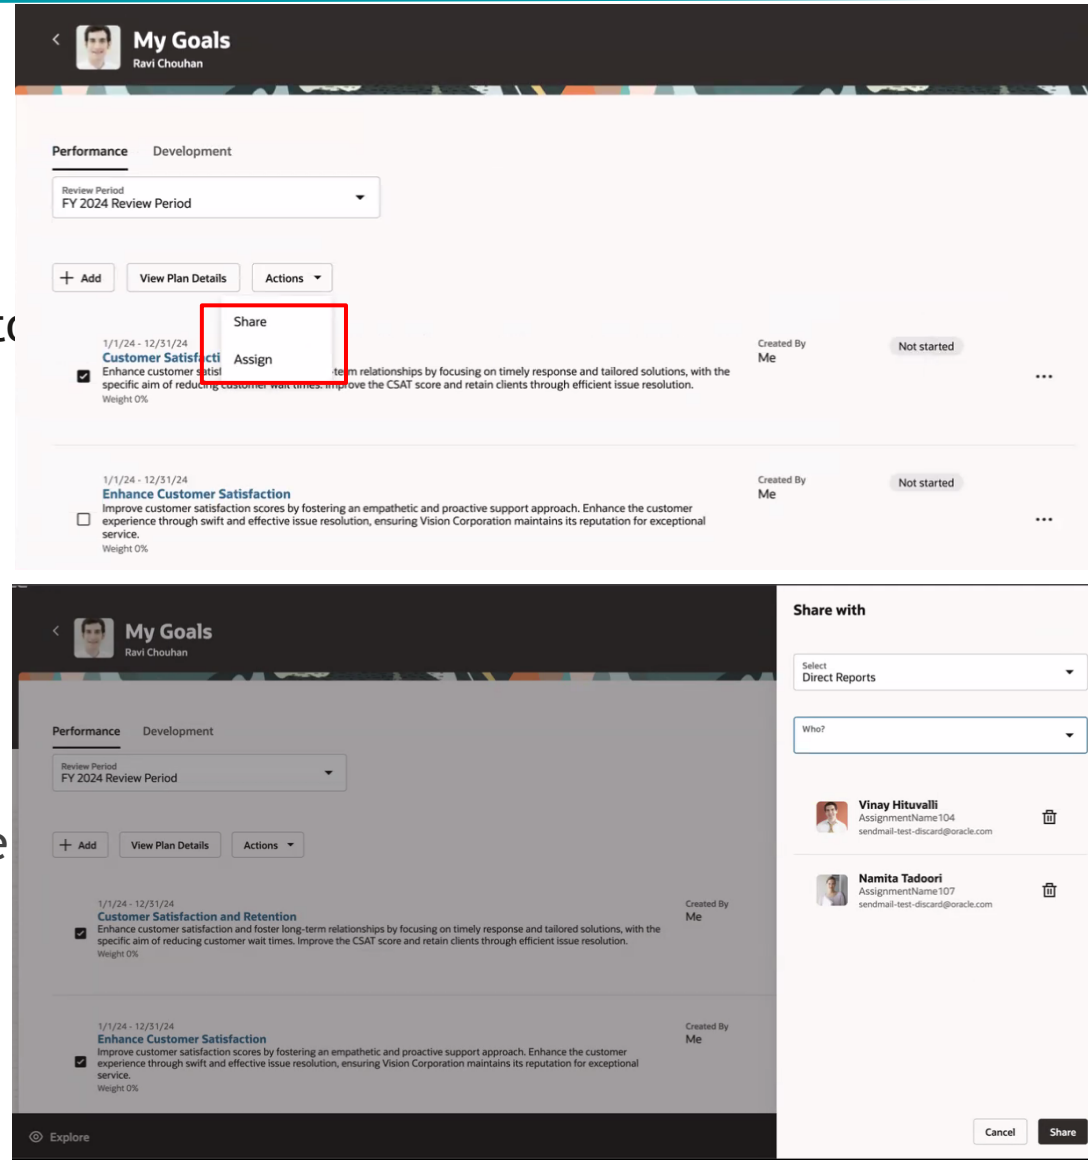 My Goals
Ravi Chouhan
Performance Development
Review Period
FY 2024 Review Period
+ Add View Plan Details Actions
Share
Assign
to
1/1/24 - 12/31/24
Customer Satisfacti
Enhance customer satisf -term relationships by focusing on timely response and tailored solutions, with the
specific aim of reducing customer wait times. Improve the CSAT score and retain clients through efficient issue resolution.
Weight 0%
Created By
Me
Not started
1/1/24 - 12/31/24
Enhance Customer Satisfaction
Improve customer satisfaction scores by fostering an empathetic and proactive support approach. Enhance the customer
experience through swift and effective issue resolution, ensuring Vision Corporation maintains its reputation for exceptional
service.
Weight 0%
Created By
Me
Not started
My Goals
Ravi Chouhan
Performance Development
Review Period
FY 2024 Review Period
e
+ Add View Plan Details Actions
1/1/24 - 12/31/24
Customer Satisfaction and Retention
Enhance customer satisfaction and foster long-term relationships by focusing on timely response and tailored solutions, with the
specific aim of reducing customer wait times. Improve the CSAT score and retain clients through efficient issue resolution.
Weight 0%
Created By
Me
1/1/24 - 12/31/24
Enhance Customer Satisfaction
Improve customer satisfaction scores by fostering an empathetic and proactive support approach. Enhance the customer
experience through swift and effective issue resolution, ensuring Vision Corporation maintains its reputation for exceptional
service.
Weight 0%
Created By
Me
Explore
Share with
Select
Direct Reports
Who?
Vinay Hituvalli
AssignmentName104
sendmail-test-discard@oracle.com
Namita Tadoori
AssignmentName107
sendmail-test-discard@oracle.com
Cancel Share